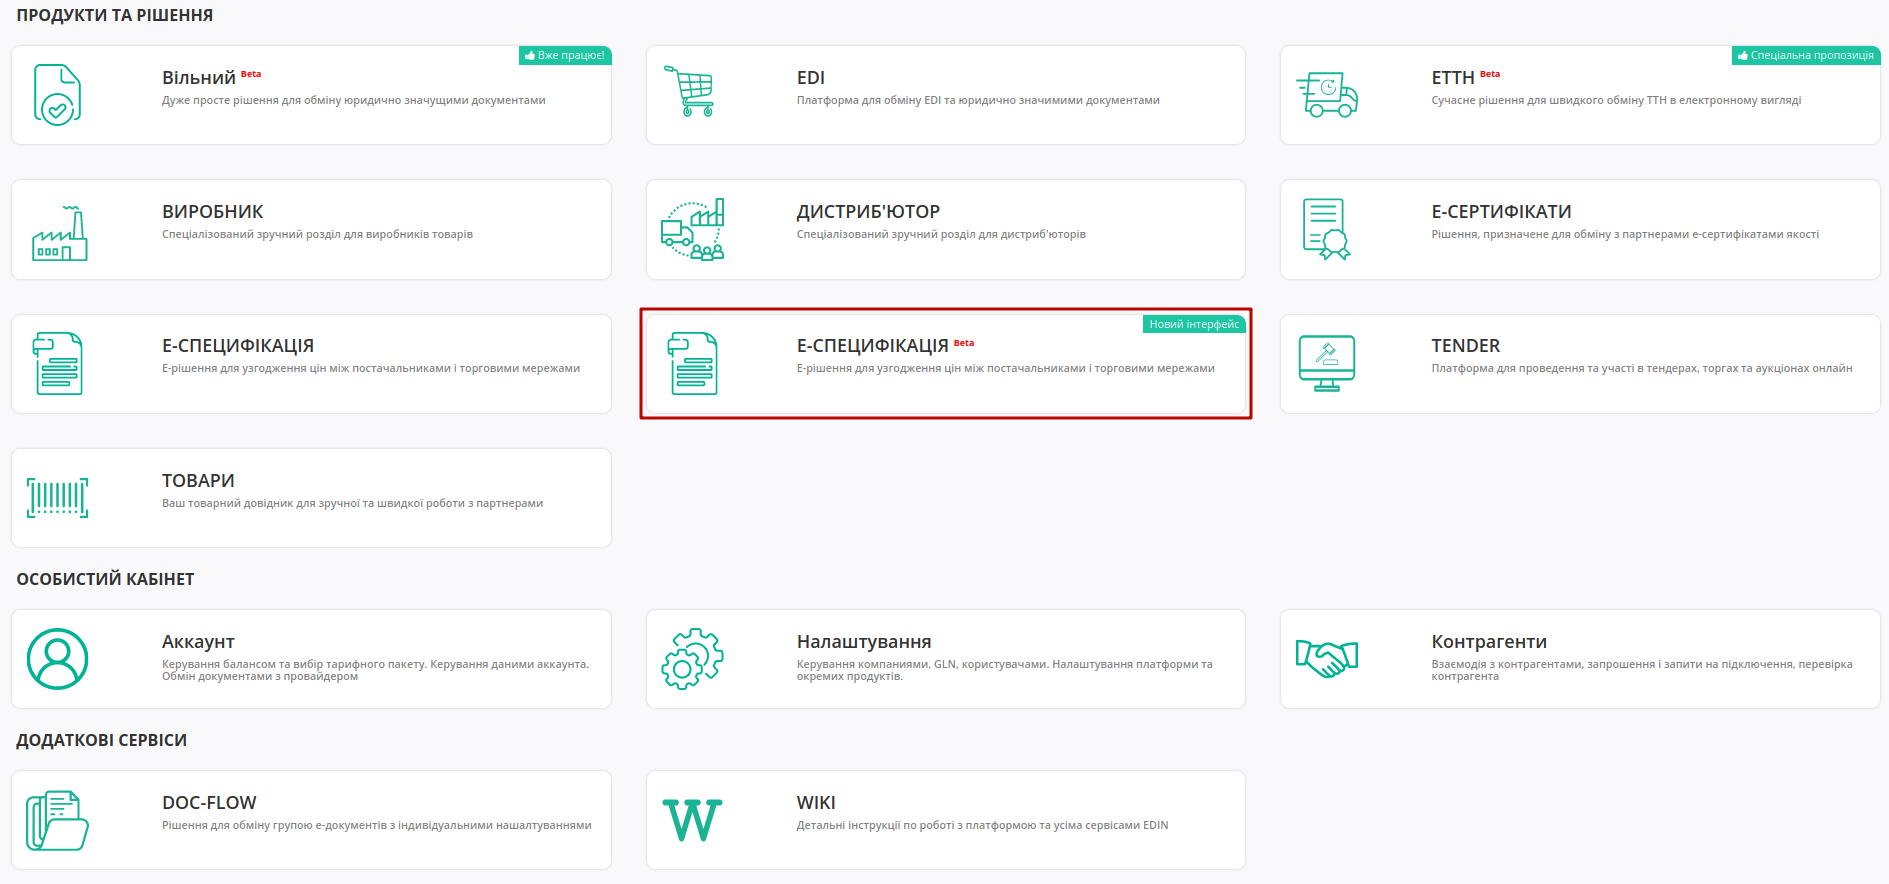 ПРОДУКТИ ТА РІШЕННЯ
Вже працює!
Вільний Beta
Дуже просте рішення для обміну юридично значущими документами
EDI
Платформа для обміну EDI та юридично значимими документами
Спеціальна пропозиція
ЕТТН Beta
Сучасне рішення для швидкого обміну ТТН в електронному вигляді
ВИРОБНИК
Спеціалізований зручний розділ для виробників товарів
ДИСТРИБ'ЮТОР
Спеціалізований зручний розділ для дистриб'юторів
Е-СЕРТИФІКАТИ
Рішення, призначене для обміну з партнерами е-сертифікатами якості
Е-СПЕЦИФІКАЦІЯ
Е-рішення для узгодження цін між постачальниками і торговими мережами
Новий інтерфейс
Е-СПЕЦИФІКАЦІЯ Beta
Е-рішення для узгодження цін між постачальниками і торговими мережами
TENDER
Платформа для проведення та участі в тендерах, торгах та аукціонах онлайн
ТОВАРИ
Ваш товарний довідник для зручної та швидкої роботи з партнерами
ОСОБИСТИЙ КАБІНЕТ
Аккаунт
Керування балансом та вибір тарифного пакету. Керування даними аккаунта.
Обмін документами з провайдером
Налаштування
Керування компаніями, GLN, користувачами. Налаштування платформи та
окремих продуктів.
Контрагенти
Взаємодія з контрагентами, запрошення і запити на підключення, перевірка
контрагента
ДОДАТКОВІ СЕРВІСИ
DOC-FLOW
Рішення для обміну групою е-документів з індивідуальними нашалтуваннями
W
WIKI
Детальні інструкції по роботі з платформою та усіма сервісами EDIN